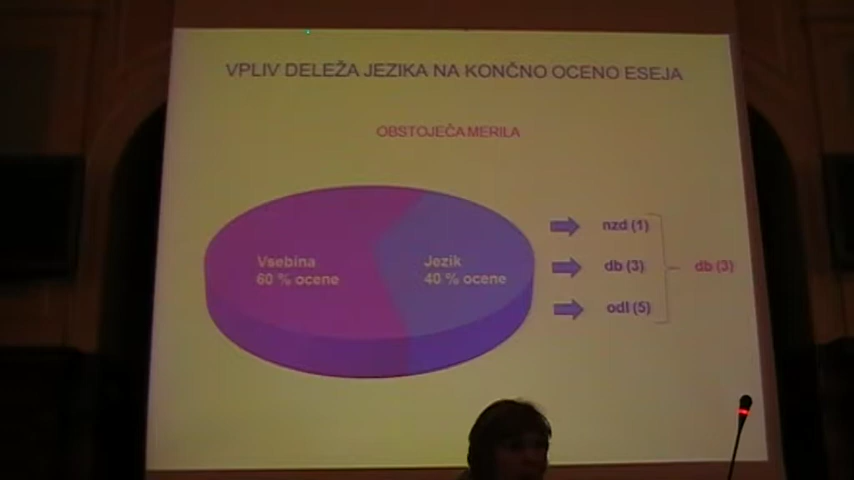 VPLIV DELEŽA JEZIKA NA KONČNO OCENO ESEJA
OBSTOJEČA MERILA
Vsebina
60 % ocene
Jezik
40 % ocene
nzd (1)
db (3)
odl (5)
db (3)